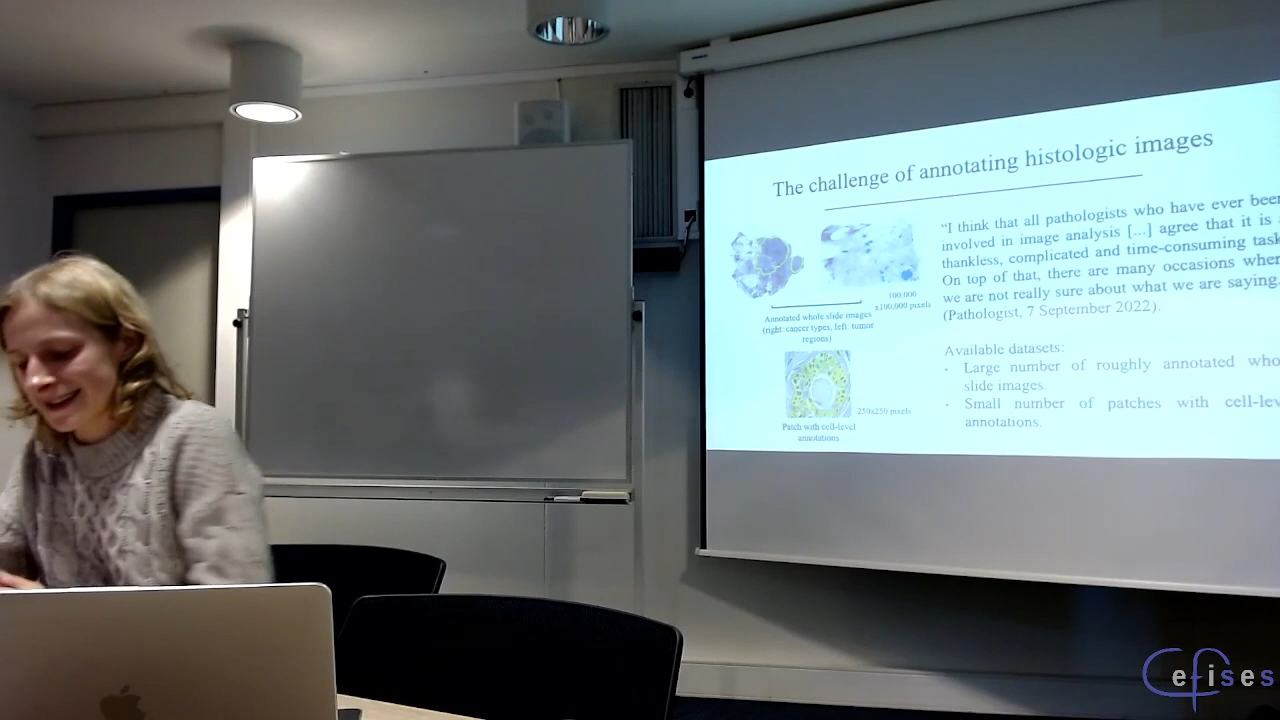 The challenge of annotating histologic images
"I think that all pathologists who have ever been
involved in image analysis [...] agree that it is
thankless, complicated and time-consuming task
On top of that, there are many occasions wher
we are not really sure about what we are saying.
(Pathologist, 7 September 2022).
100,000
x100,000 pixels
Annotated whole slide images
(right: cancer types, left: tumor
regions)
250x250 pixels
Patch with cell-level
annotations
Available datasets:
· Large number of roughly annotated who
slide images.
· Small number of patches with cell-lev
annotations.
efises